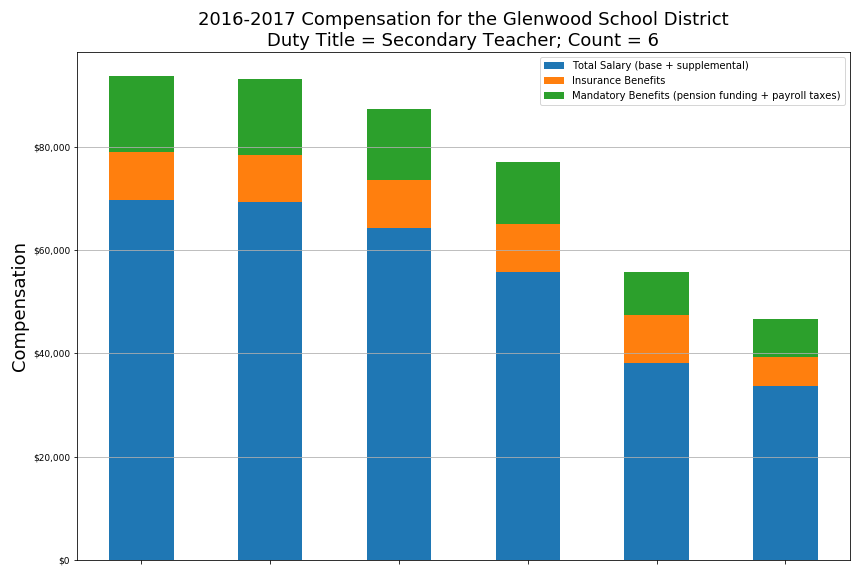 2016-2017 Compensation for the Glenwood School District
Duty Title = Secondary Teacher; Count = 6
Total Salary (base + supplemental)
Insurance Benefits
Mandatory Benefits (pension funding + payroll taxes)
Compensation
$80,000
$60,000
$40,000
$20,000
$0